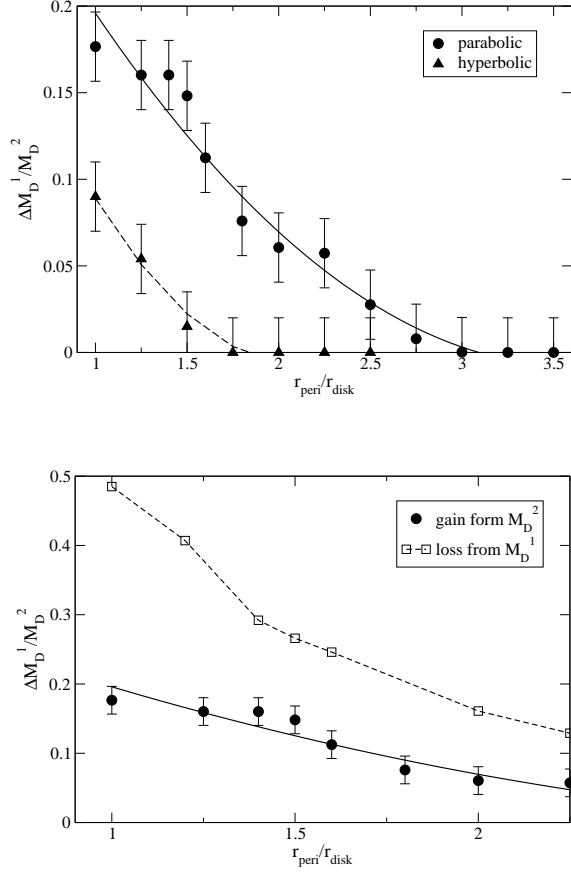 0.2
0.15
0.1
0.05
0
ΔM_D^1/M_D^2
parabolic
hyperbolic
1 1.5 2 2.5 3 3.5
r_peri/r_disk
0.5
0.4
0.3
0.2
0.1
0
ΔM_D^1/M_D^2
gain form M_D^2
loss from M_D^1
1 1.5 2
r_peri/r_disk